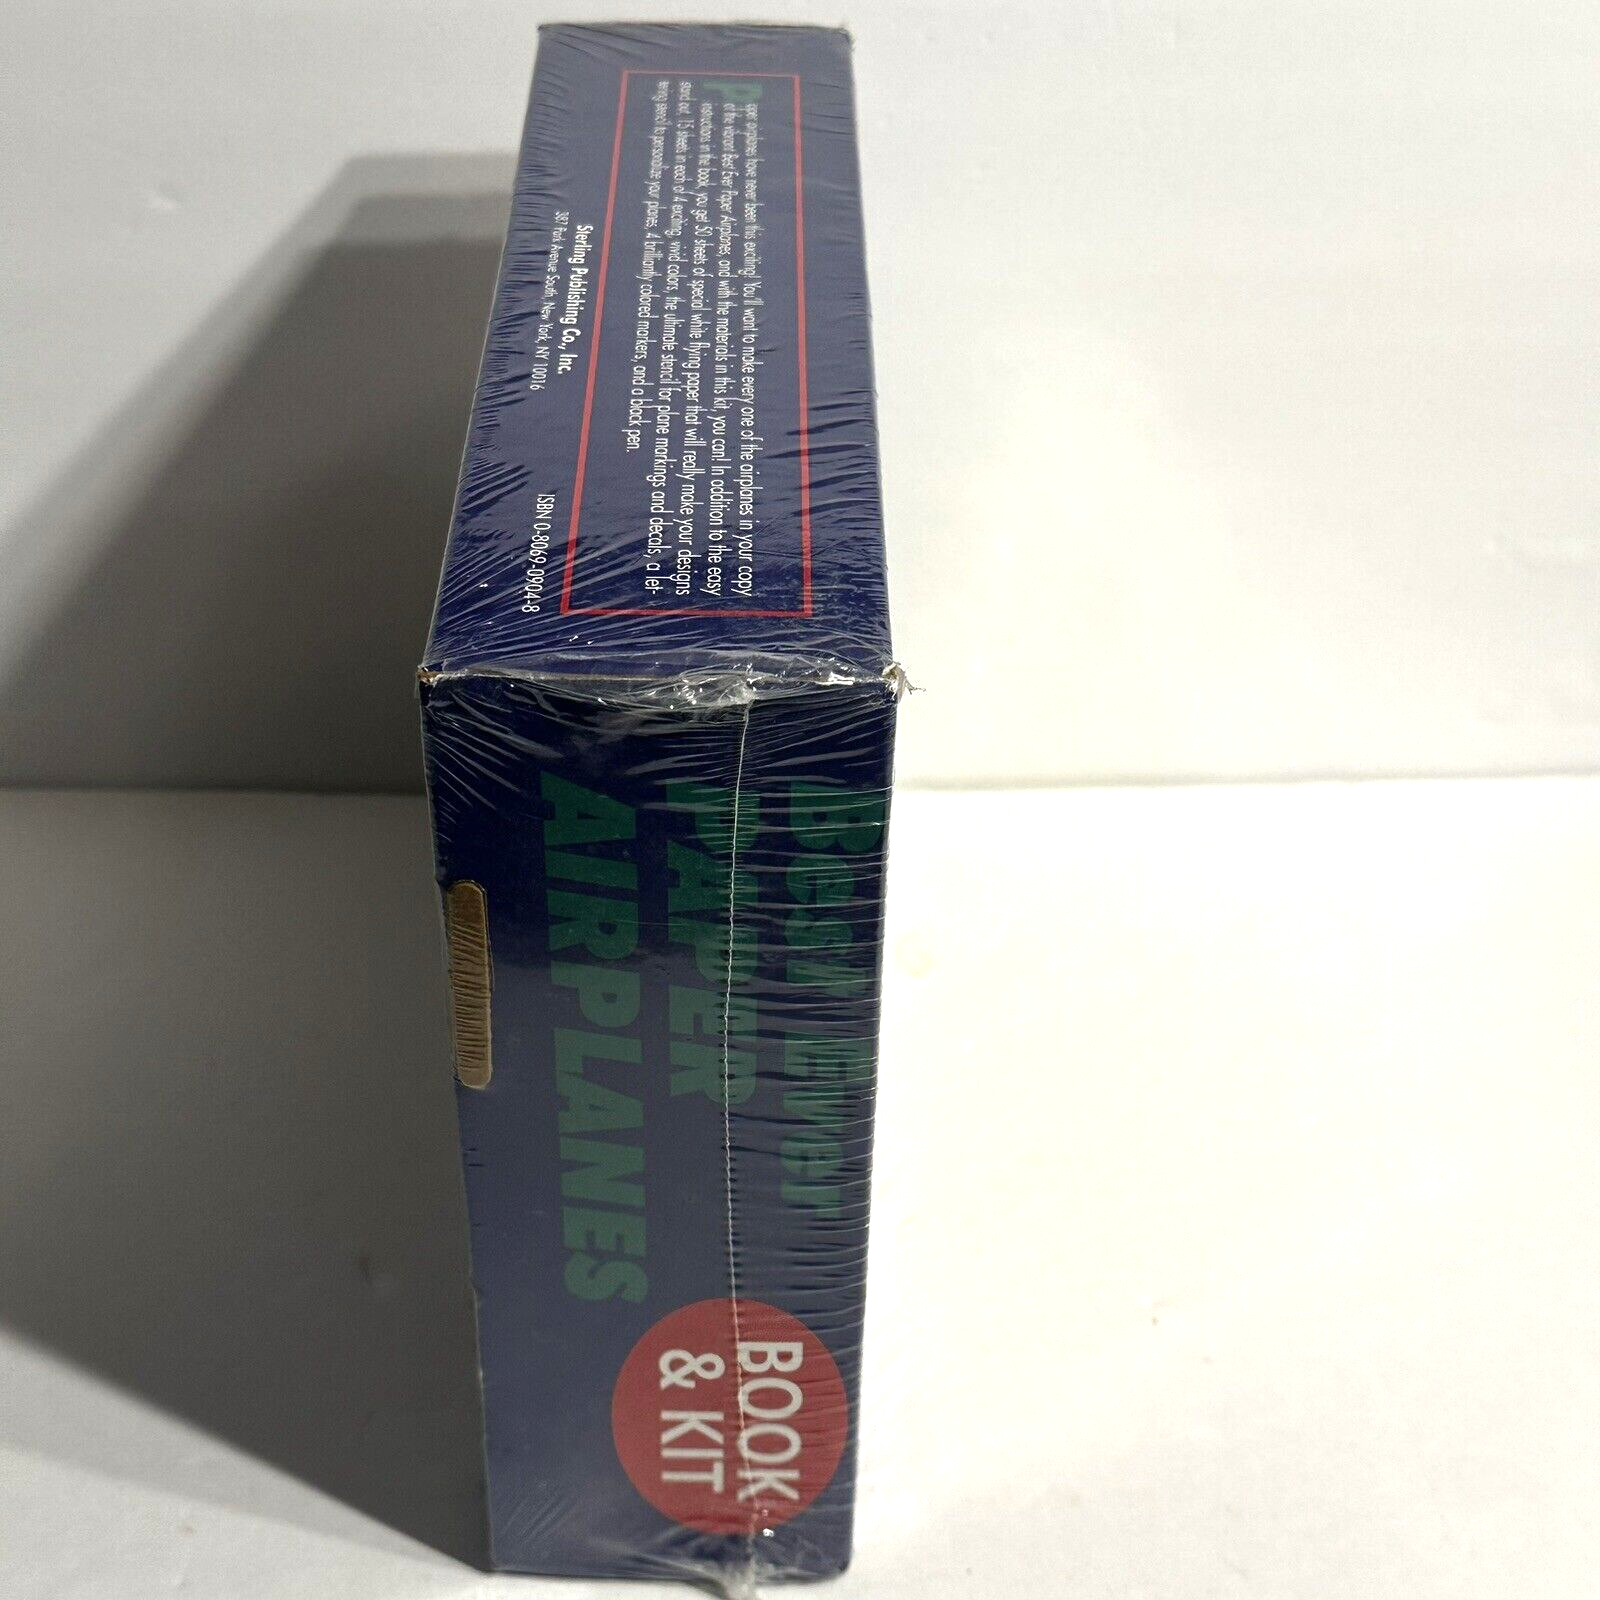 Paper airplanes have never been this exciting! You'll want to make every one of the airplanes in your copy
of the vibrant Best Ever Paper Airplanes, and with the materials in this kit, you can! In addition to the easy
instructions in the book, you get 50 sheets of special white flying paper that will really make your designs
stand out, 15 sheets in each of 4 exciting, vivid colors, the ultimate stencil for plane markings and decals, a let-
tering stencil to personalize your planes, 4 brilliantly colored markers, and a black pen.
Sterling Publishing Co., Inc.
387 Park Avenue South, New York, NY 10016
ISBN 0-8069-0904-8
Best Ever
PAPER
AIRPLANES
BOOK
& KIT